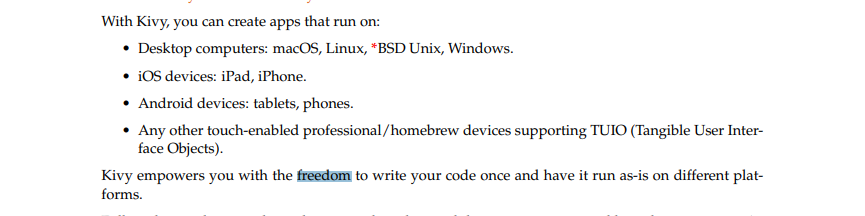 With Kivy, you can create apps that run on:
• Desktop computers: macOS, Linux, *BSD Unix, Windows.
• iOS devices: iPad, iPhone.
• Android devices: tablets, phones.
• Any other touch-enabled professional/homebrew devices supporting TUIO (Tangible User Inter-
face Objects).
Kivy empowers you with the freedom to write your code once and have it run as-is on different plat-
forms.